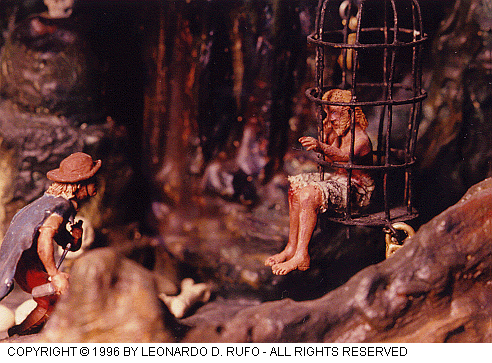 COPYRIGHT © 1996 BY LEONARDO D. RUFO - ALL RIGHTS RESERVED